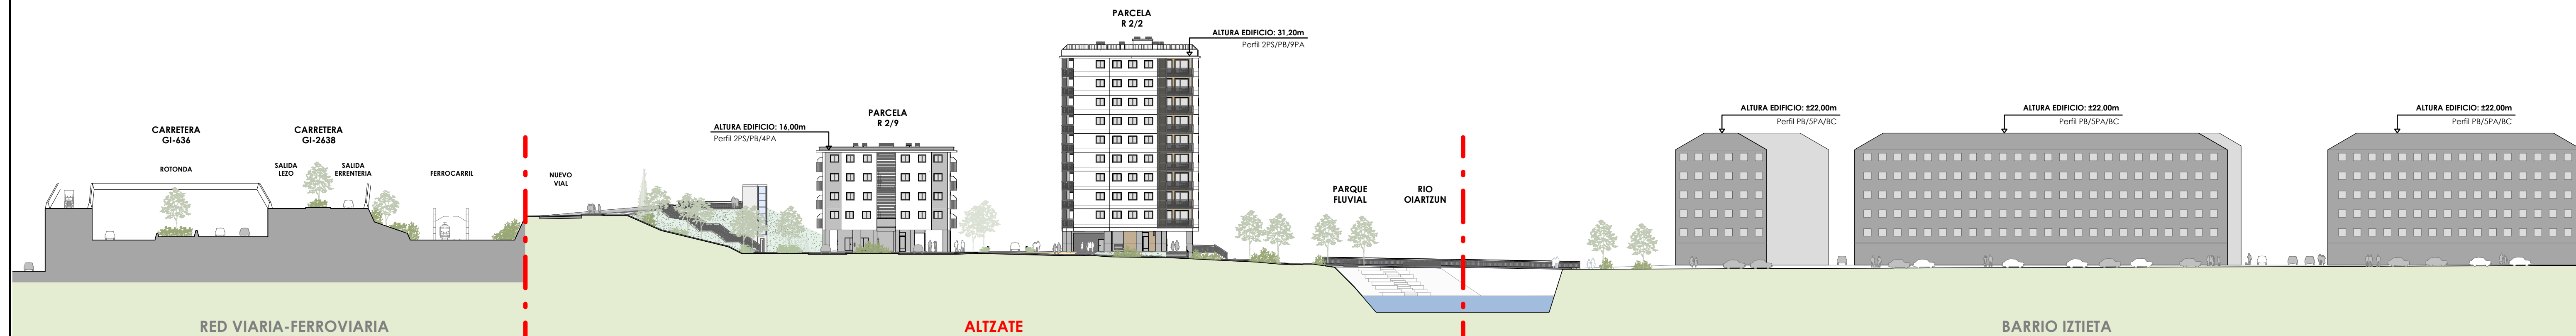 CARRETERA
GI-636
ROTONDA
CARRETERA
GI-2638
SALIDA
LEZO
SALIDA
ERRENTERIA
FERROCARRIL
NUEVO
VIAL
ALTURA EDIFICIO: 16,00m
Perfil 2PS/PB/4PA
PARCELA
R 2/9
PARCELA
R 2/2
ALTURA EDIFICIO: 31,20m
Perfil 2PS/PB/9PA
PARQUE
FLUVIAL
RIO
OIARTZUN
ALTURA EDIFICIO: ±22,00m
Perfil PB/5PA/BC
ALTURA EDIFICIO: ±22,00m
Perfil PB/5PA/BC
ALTURA EDIFICIO: ±22,00m
Perfil PB/5PA/BC
RED VIARIA-FERROVIARIA
ALTZATE
BARRIO IZTIETA